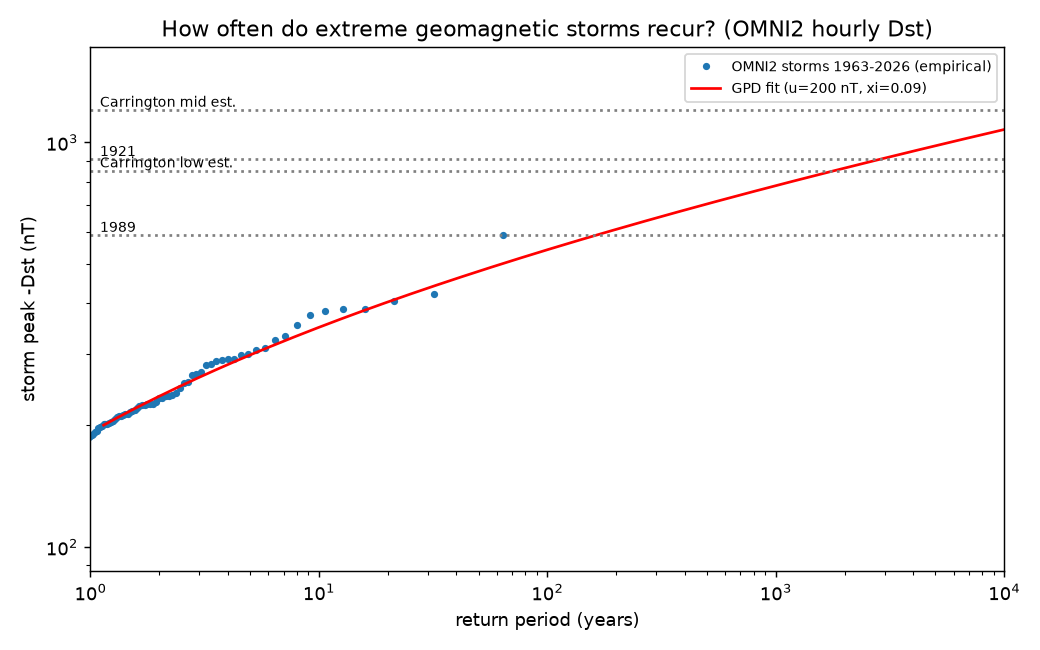 How often do extreme geomagnetic storms recur? (OMNI2 hourly Dst)
OMNI2 storms 1963-2026 (empirical)
GPD fit (u=200 nT, xi=0.09)
Carrington mid est.
1921
Carrington low est.
1989
storm peak -Dst (nT)
10³
10²
10⁰ 10¹ 10² 10³ 10⁴
return period (years)